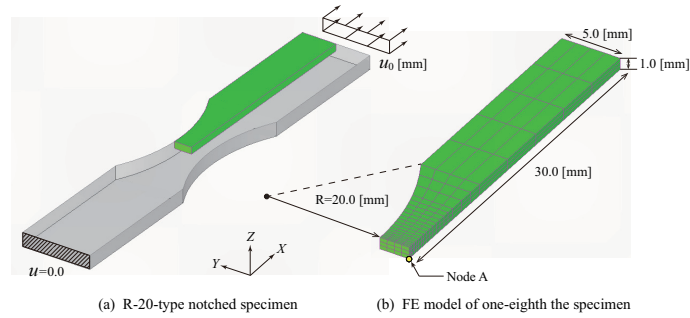 u₀ [mm]
5.0 [mm]
1.0 [mm]
30.0 [mm]
R=20.0 [mm]
Z
X
Y
u=0.0
Node A
(a) R-20-type notched specimen
(b) FE model of one-eighth the specimen